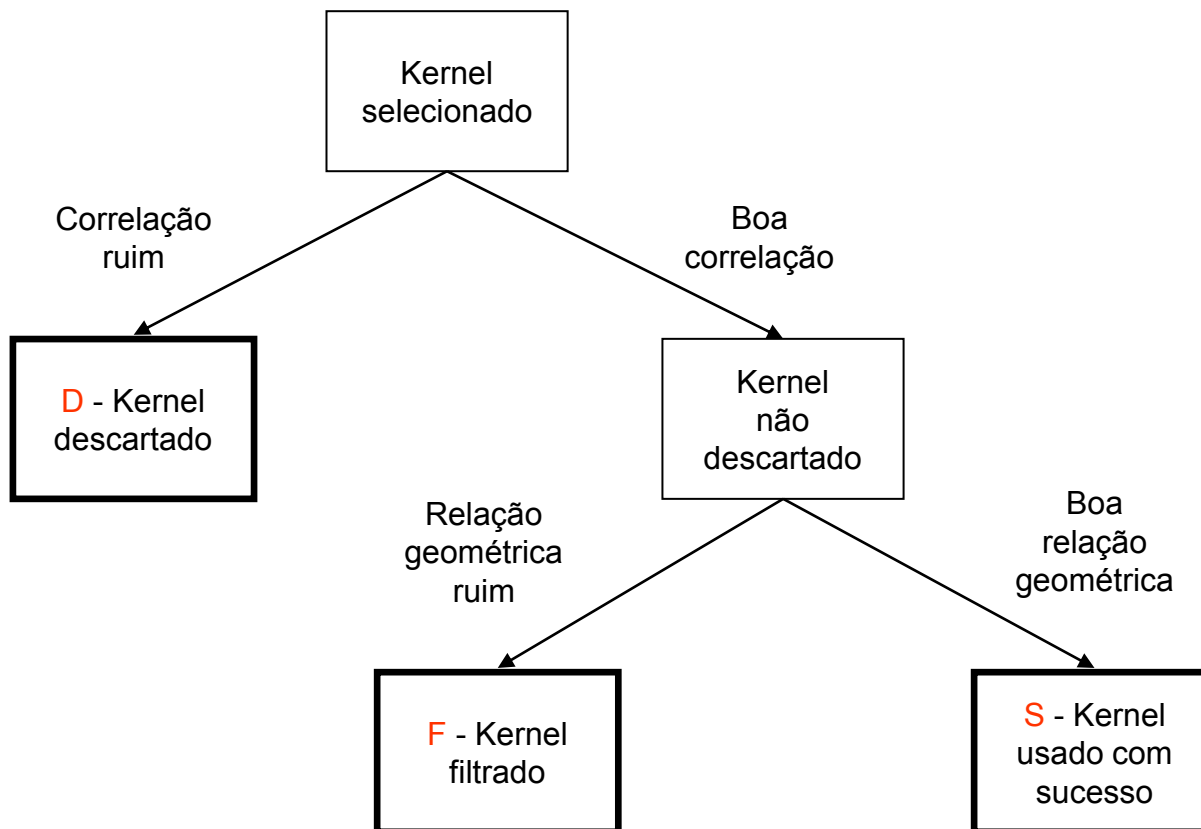 Kernel
selecionado
Correlação
ruim
Boa
correlação
D - Kernel
descartado
Kernel
não
descartado
Relação
geométrica
ruim
Boa
relação
geométrica
F - Kernel
filtrado
S - Kernel
usado com
sucesso